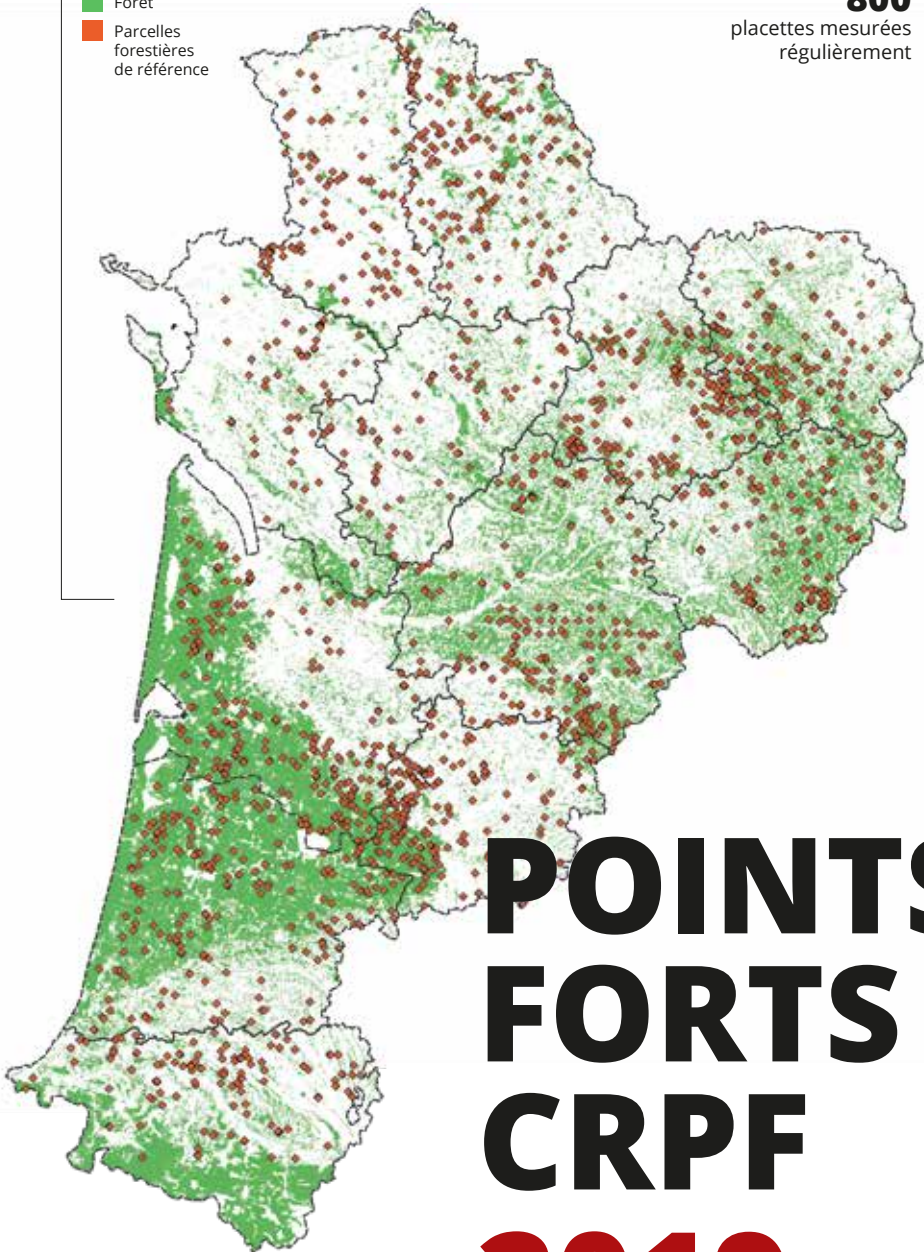 Forêt
Parcelles
forestières
de référence
800
placettes mesurées
régulièrement
POINTS
FORTS
CRPF